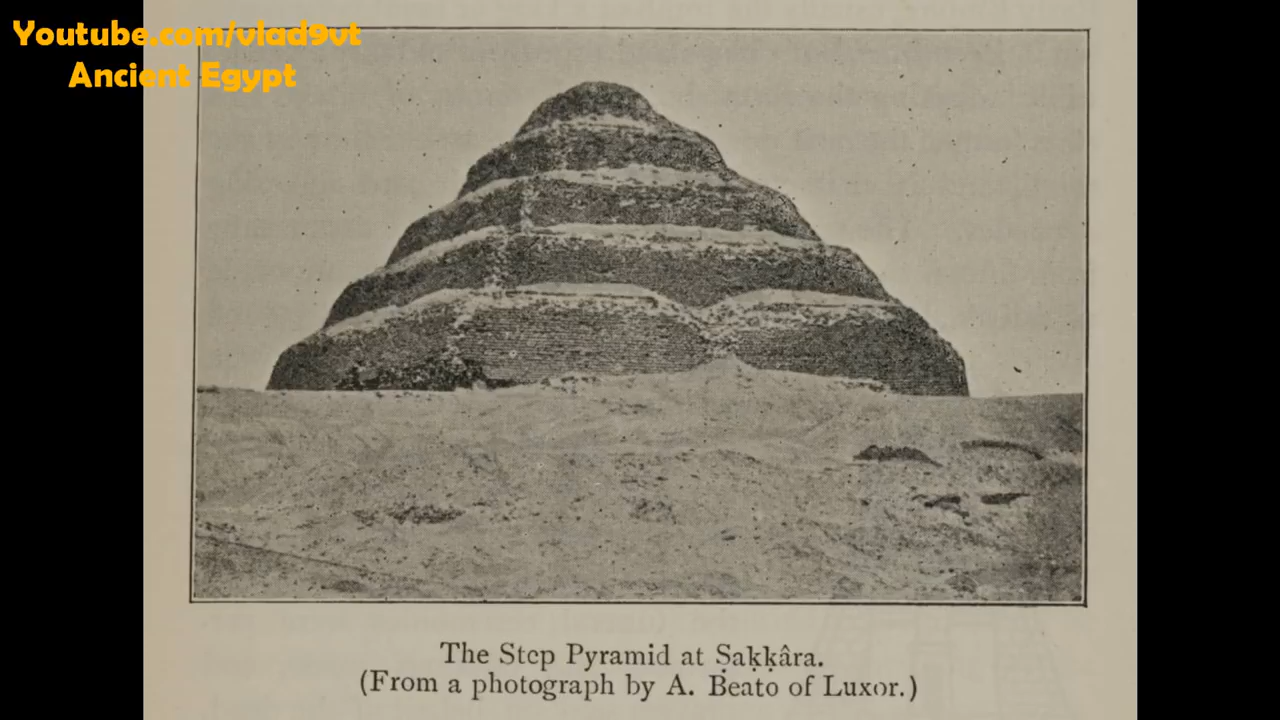 Youtube.com/vlad9vt
Ancient Egypt
The Step Pyramid at Ṣaḳḳâra.
(From a photograph by A. Beato of Luxor.)